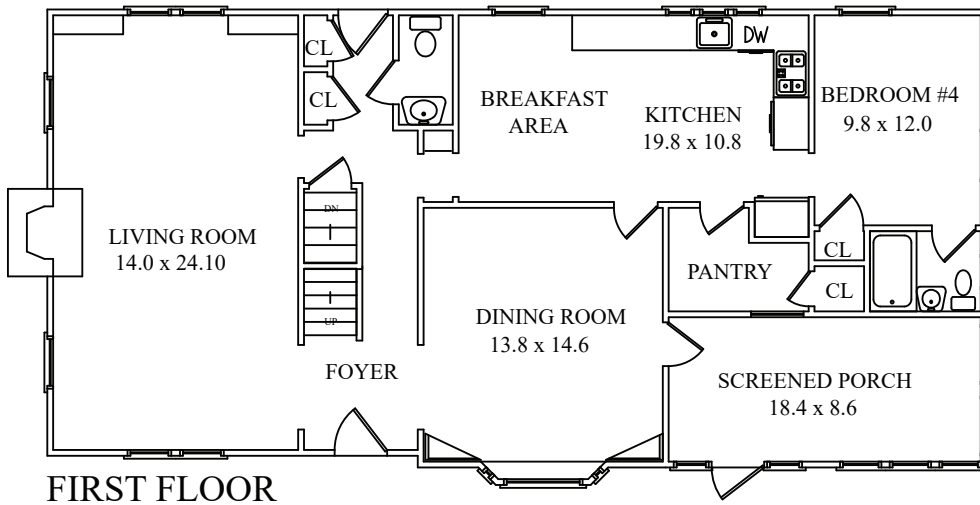 CL
CL
DW
BREAKFAST
AREA
KITCHEN
19.8 x 10.8
BEDROOM #4
9.8 x 12.0
DN
LIVING ROOM
14.0 x 24.10
UP
FOYER
DINING ROOM
13.8 x 14.6
PANTRY
CL
CL
SCREENED PORCH
18.4 x 8.6
FIRST FLOOR